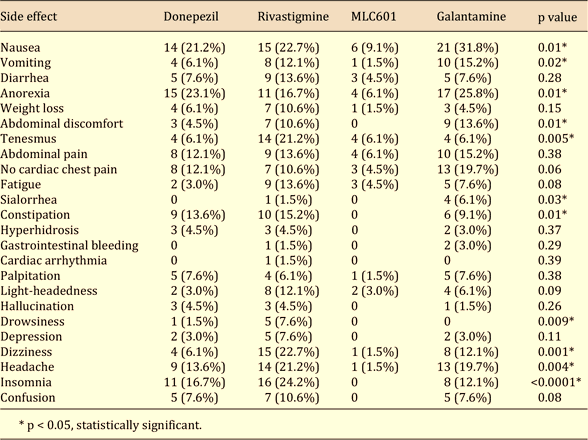 Side effect Donepezil Rivastigmine MLC601 Galantamine p value
Nausea 14 (21.2%) 15 (22.7%) 6 (9.1%) 21 (31.8%) 0.01*
Vomiting 4 (6.1%) 8 (12.1%) 1 (1.5%) 10 (15.2%) 0.02*
Diarrhea 5 (7.6%) 9 (13.6%) 3 (4.5%) 5 (7.6%) 0.28
Anorexia 15 (23.1%) 11 (16.7%) 4 (6.1%) 17 (25.8%) 0.01*
Weight loss 4 (6.1%) 7 (10.6%) 1 (1.5%) 3 (4.5%) 0.15
Abdominal discomfort 3 (4.5%) 7 (10.6%) 0 9 (13.6%) 0.01*
Tenesmus 4 (6.1%) 14 (21.2%) 4 (6.1%) 4 (6.1%) 0.005*
Abdominal pain 8 (12.1%) 9 (13.6%) 4 (6.1%) 10 (15.2%) 0.38
No cardiac chest pain 8 (12.1%) 7 (10.6%) 3 (4.5%) 13 (19.7%) 0.06
Fatigue 2 (3.0%) 9 (13.6%) 3 (4.5%) 5 (7.6%) 0.08
Sialorrhea 0 1 (1.5%) 0 4 (6.1%) 0.03*
Constipation 9 (13.6%) 10 (15.2%) 0 6 (9.1%) 0.01*
Hyperhidrosis 3 (4.5%) 3 (4.5%) 0 2 (3.0%) 0.37
Gastrointestinal bleeding 0 1 (1.5%) 0 2 (3.0%) 0.29
Cardiac arrhythmia 0 1 (1.5%) 0 0 0.39
Palpitation 5 (7.6%) 4 (6.1%) 1 (1.5%) 5 (7.6%) 0.38
Light-headedness 2 (3.0%) 8 (12.1%) 2 (3.0%) 4 (6.1%) 0.09
Hallucination 3 (4.5%) 3 (4.5%) 0 1 (1.5%) 0.26
Drowsiness 1 (1.5%) 5 (7.6%) 0 0 0.009*
Depression 2 (3.0%) 5 (7.6%) 0 2 (3.0%) 0.11
Dizziness 4 (6.1%) 15 (22.7%) 1 (1.5%) 8 (12.1%) 0.001*
Headache 9 (13.6%) 14 (21.2%) 1 (1.5%) 13 (19.7%) 0.004*
Insomnia 11 (16.7%) 16 (24.2%) 0 8 (12.1%) <0.0001*
Confusion 5 (7.6%) 7 (10.6%) 0 5 (7.6%) 0.08
* p < 0.05, statistically significant.